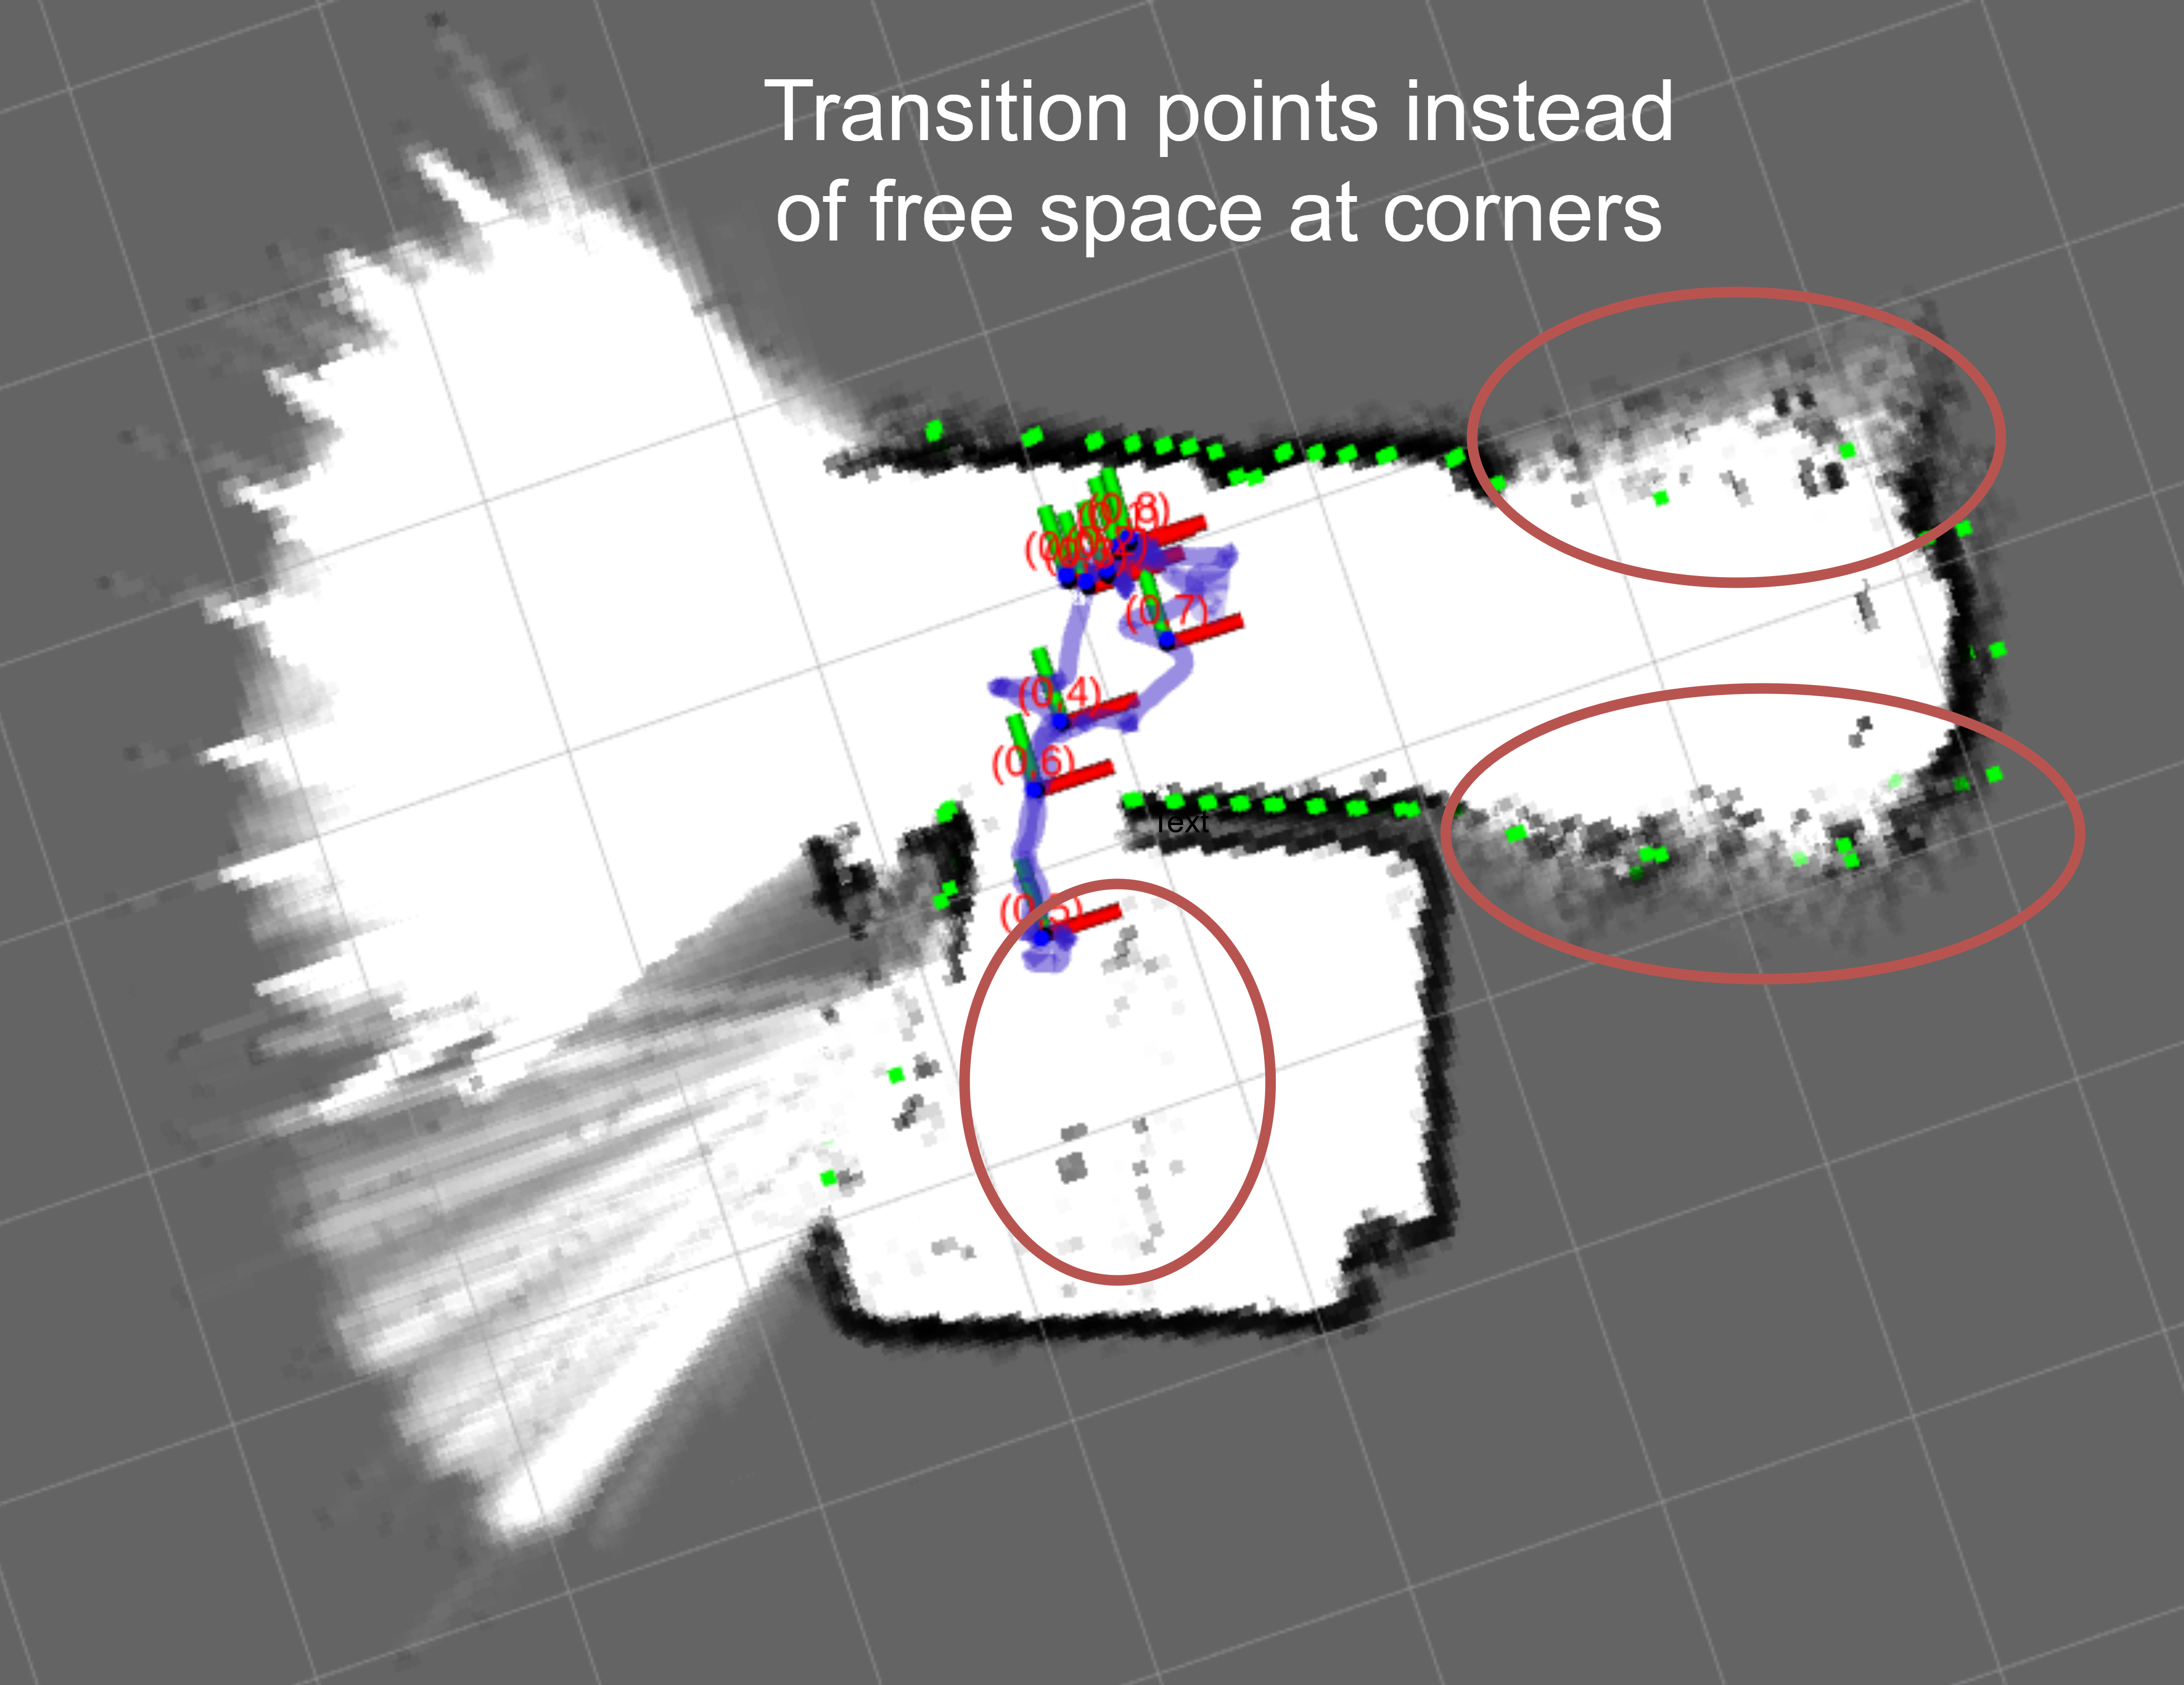 Transition points instead
of free space at corners
(0,7)
(0,4)
(0,6)
Text